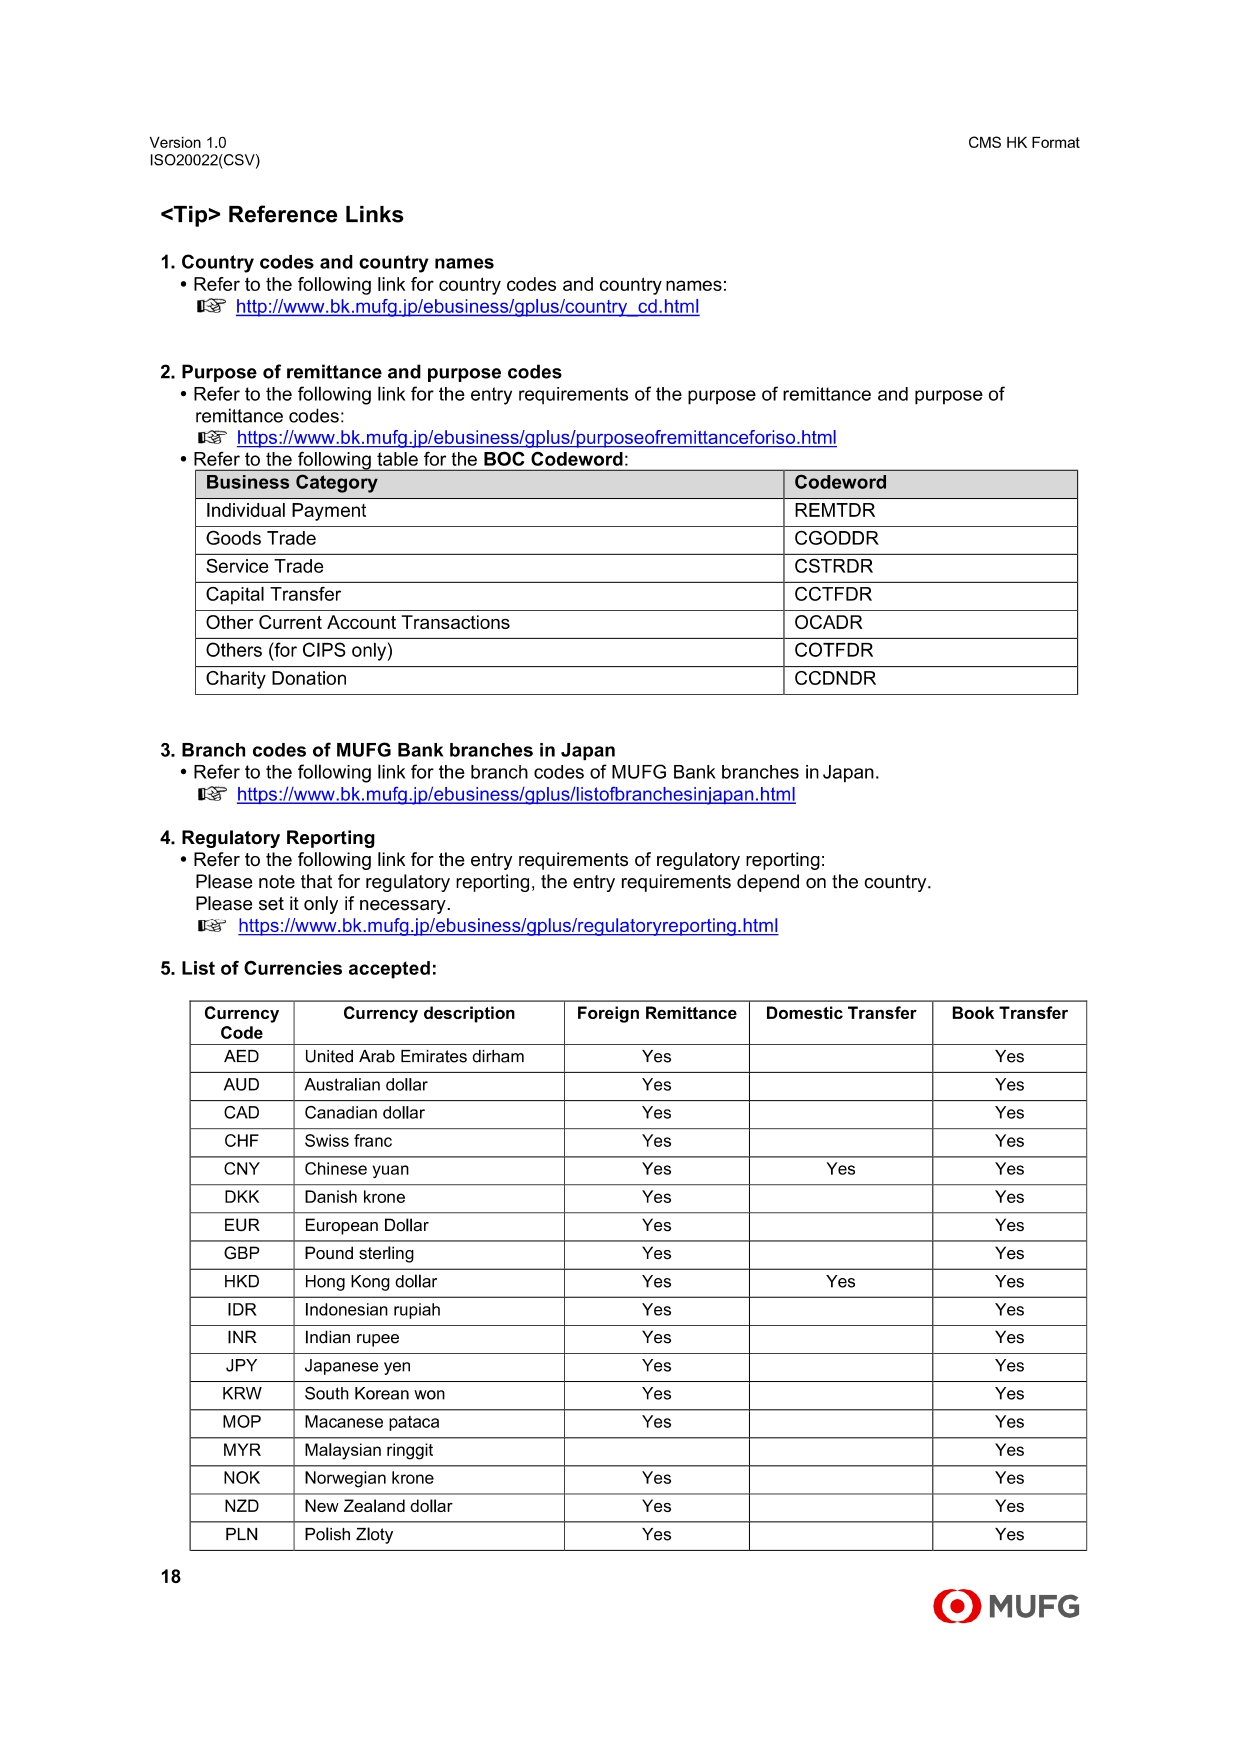 Version 1.0
CMS HK Format
ISO20022(CSV)
<Tip> Reference Links
1. Country codes and country names
• Refer to the following link for country codes and country names:
☞ http://www.bk.mufg.jp/ebusiness/gplus/country_cd.html
2. Purpose of remittance and purpose codes
• Refer to the following link for the entry requirements of the purpose of remittance and purpose of
remittance codes:
☞ https://www.bk.mufg.jp/ebusiness/gplus/purposeofremittanceforiso.html
• Refer to the following table for the BOC Codeword:
Business Category Codeword
Individual Payment REMTDR
Goods Trade CGODDR
Service Trade CSTRDR
Capital Transfer CCTFDR
Other Current Account Transactions OCADR
Others (for CIPS only) COTFDR
Charity Donation CCDNDR
3. Branch codes of MUFG Bank branches in Japan
• Refer to the following link for the branch codes of MUFG Bank branches in Japan.
☞ https://www.bk.mufg.jp/ebusiness/gplus/listofbranchesinjapan.html
4. Regulatory Reporting
• Refer to the following link for the entry requirements of regulatory reporting:
Please note that for regulatory reporting, the entry requirements depend on the country.
Please set it only if necessary.
☞ https://www.bk.mufg.jp/ebusiness/gplus/regulatoryreporting.html
5. List of Currencies accepted:
Currency Currency description Foreign Remittance Domestic Transfer Book Transfer
Code
AED United Arab Emirates dirham Yes Yes
AUD Australian dollar Yes Yes
CAD Canadian dollar Yes Yes
CHF Swiss franc Yes Yes
CNY Chinese yuan Yes Yes Yes
DKK Danish krone Yes Yes
EUR European Dollar Yes Yes
GBP Pound sterling Yes Yes
HKD Hong Kong dollar Yes Yes Yes
IDR Indonesian rupiah Yes Yes
INR Indian rupee Yes Yes
JPY Japanese yen Yes Yes
KRW South Korean won Yes Yes
MOP Macanese pataca Yes Yes
MYR Malaysian ringgit Yes
NOK Norwegian krone Yes Yes
NZD New Zealand dollar Yes Yes
PLN Polish Zloty Yes Yes
18
MUFG